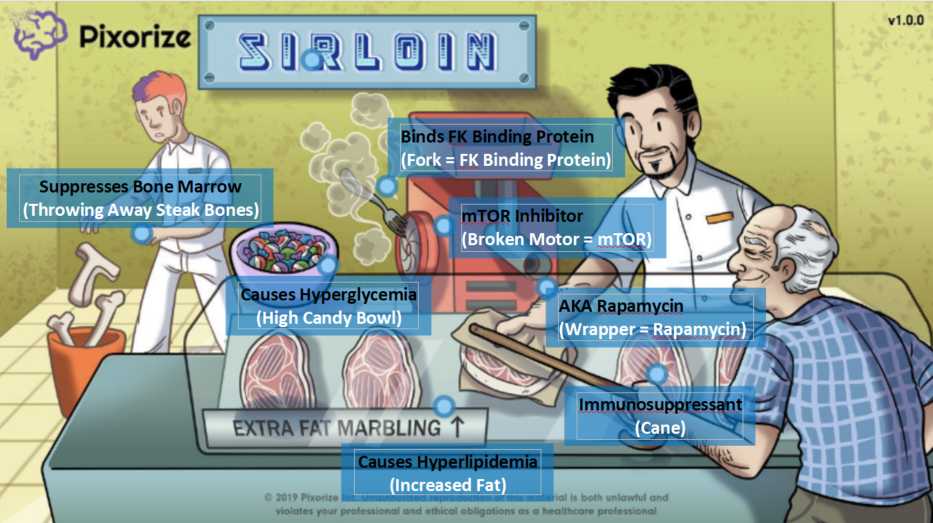 Pixorize
SIRLOIN
v1.0.0
Binds FK Binding Protein
(Fork = FK Binding Protein)
Suppresses Bone Marrow
(Throwing Away Steak Bones)
mTOR Inhibitor
(Broken Motor = mTOR)
Causes Hyperglycemia
(High Candy Bowl)
AKA Rapamycin
(Wrapper = Rapamycin)
Immunosuppressant
(Cane)
EXTRA FAT MARBLING ↑
Causes Hyperlipidemia
(Increased Fat)
© 2019 Pixorize Inc. Unauthorized reproduction of this material is both unlawful and
violates your professional and ethical obligations as a healthcare professional